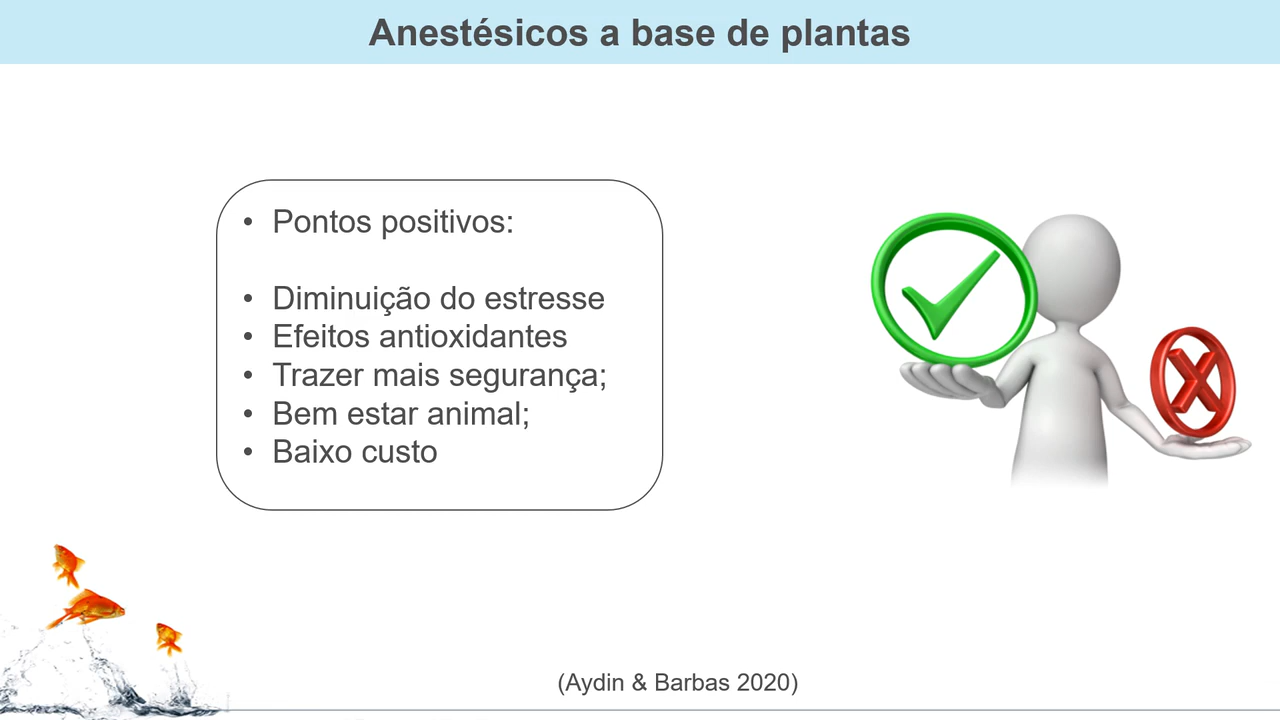 Anestésicos a base de plantas
• Pontos positivos:
• Diminuição do estresse
• Efeitos antioxidantes
• Trazer mais segurança;
• Bem estar animal;
• Baixo custo
(Aydin & Barbas 2020)